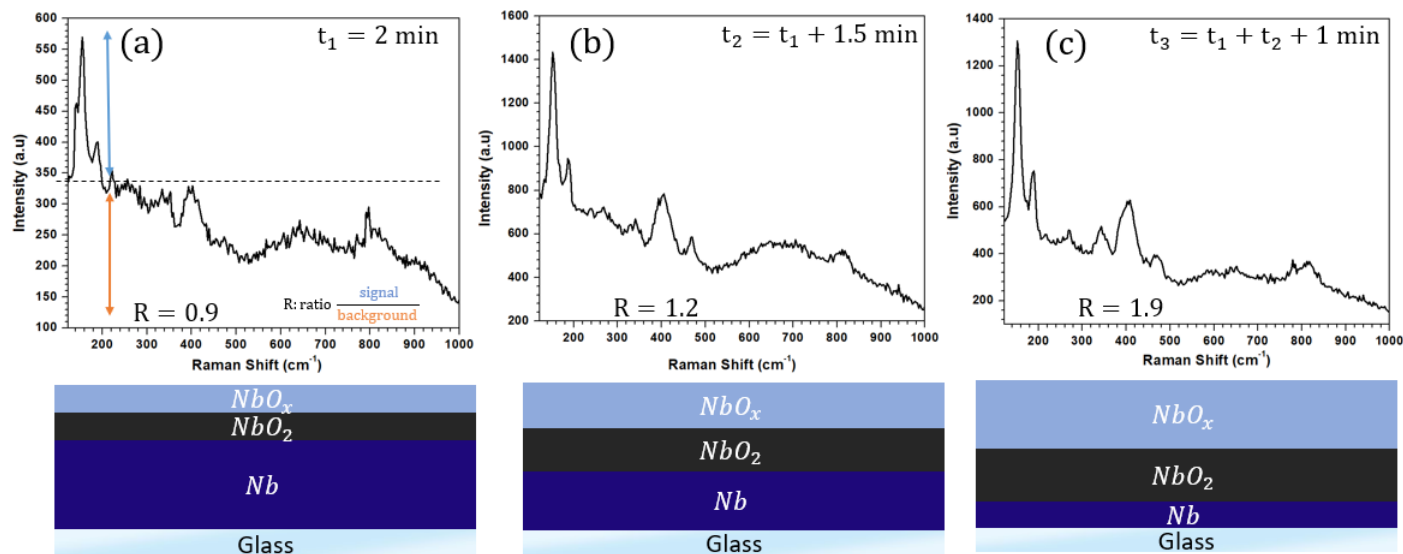 (a)
t₁ = 2 min
600
550
500
450
400
350
300
250
200
150
100
Intensity (a.u)
R = 0.9
R: ratio signal
background
200 300 400 500 600 700 800 900 1000
Raman Shift (cm⁻¹)
NbOₓ
NbO₂
Nb
Glass
(b)
t₂ = t₁ + 1.5 min
1600
1400
1200
1000
800
600
400
200
Intensity (a.u)
R = 1.2
200 300 400 500 600 700 800 900 1000
Raman Shift (cm⁻¹)
NbOₓ
NbO₂
Nb
Glass
(c)
t₃ = t₁ + t₂ + 1 min
1400
1200
1000
800
600
400
200
Intensity (a.u)
R = 1.9
200 300 400 500 600 700 800 900 1000
Raman Shift (cm⁻¹)
NbOₓ
NbO₂
Nb
Glass